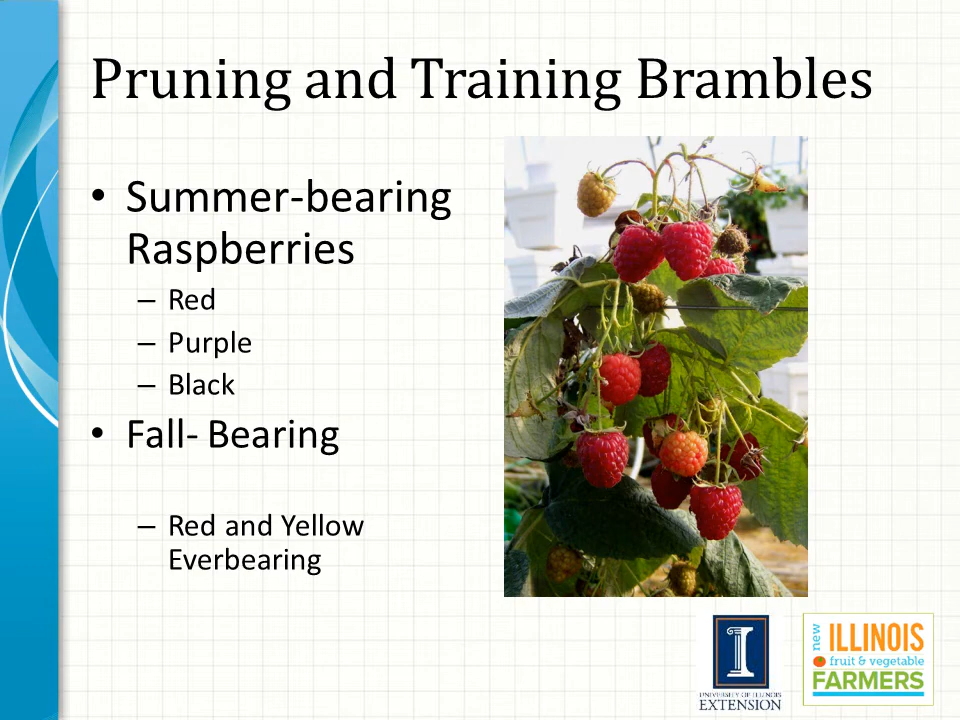 Pruning and Training Brambles
• Summer-bearing
Raspberries
– Red
– Purple
– Black
• Fall- Bearing
– Red and Yellow
Everbearing
I
UNIVERSITY OF ILLINOIS
EXTENSION
new
ILLINOIS
fruit & vegetable
FARMERS